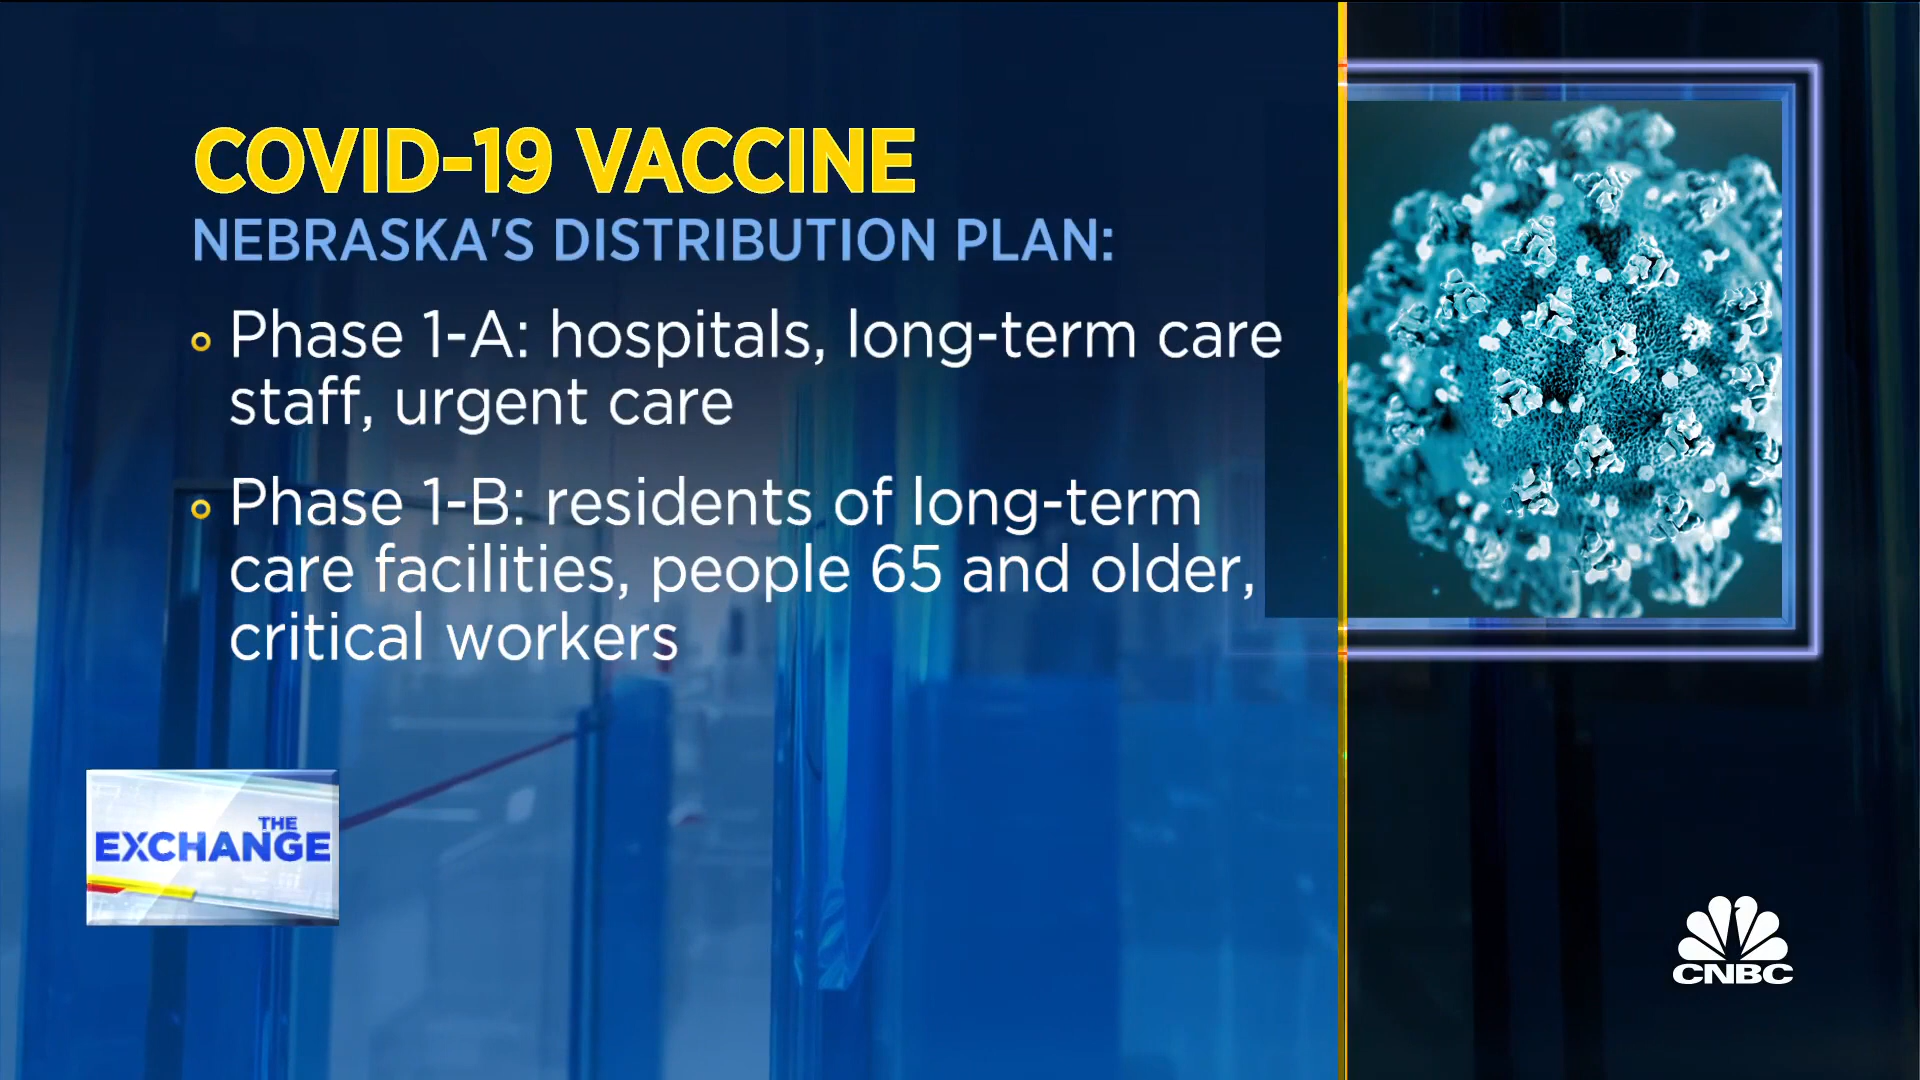 COVID-19 VACCINE
NEBRASKA'S DISTRIBUTION PLAN:
Phase 1-A: hospitals, long-term care
staff, urgent care
Phase 1-B: residents of long-term
care facilities, people 65 and older,
critical workers
THE
EXCHANGE
CNBC